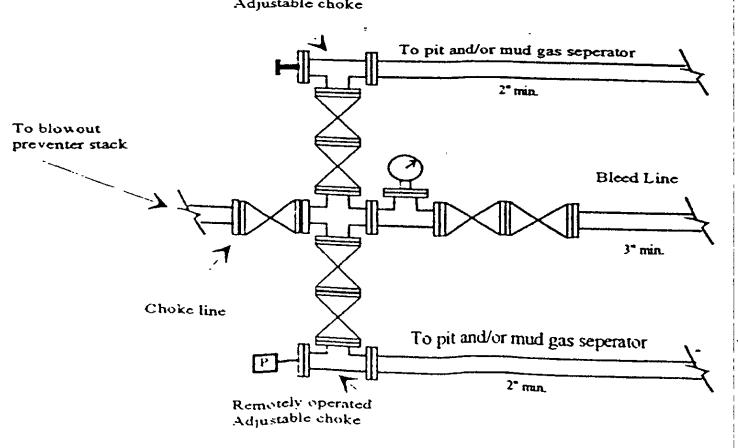 Adjustable choke
To pit and/or mud gas seperator
2" min.
To blowout
preventer stack
Bleed Line
3" min.
Choke line
To pit and/or mud gas seperator
P
2" min.
Remotely operated
Adjustable choke